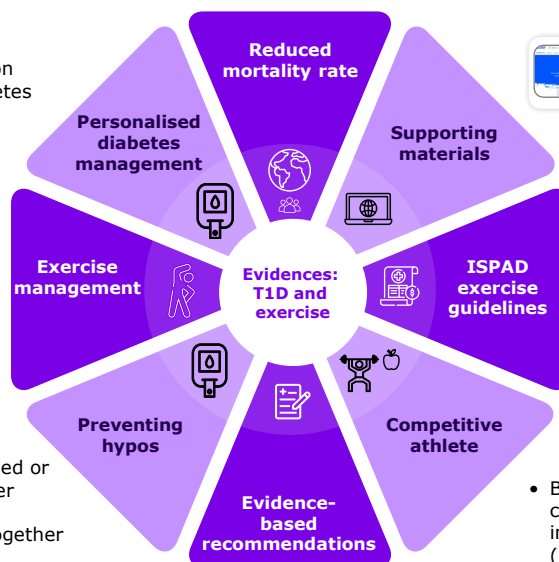 on
etes
Reduced
mortality rate
Personalised
diabetes
management
Supporting
materials
Exercise
management
Evidences:
T1D and
exercise
ISPAD
exercise
guidelines
Preventing
hypos
Competitive
athlete
Evidence-
based
recommendations
ed or
er
ogether
• B
c
i
(